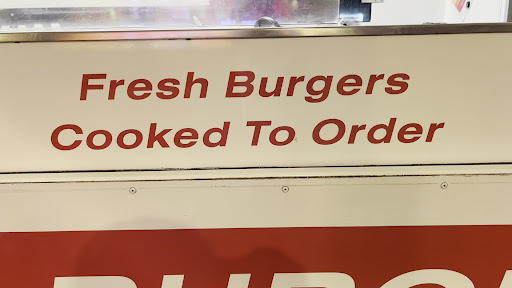 Fresh Burgers
Cooked To Order